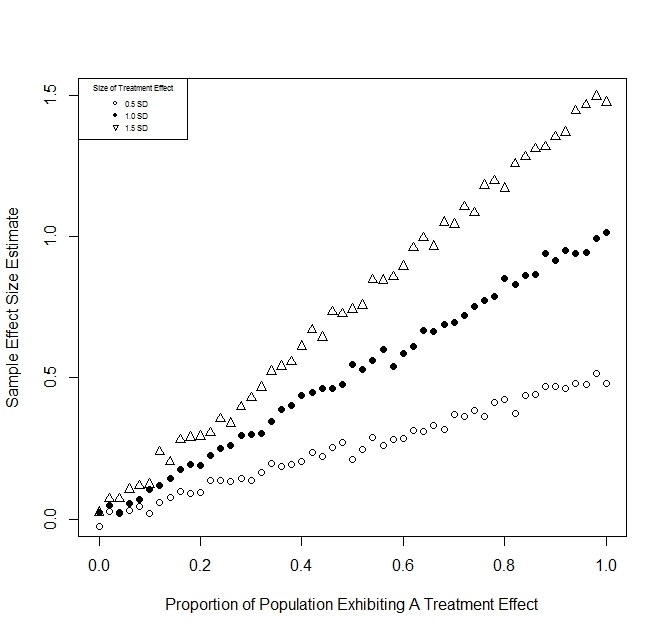 Size of Treatment Effect
0.5 SD
1.0 SD
1.5 SD
Sample Effect Size Estimate
1.5
1.0
0.5
0.0
0.0 0.2 0.4 0.6 0.8 1.0
Proportion of Population Exhibiting A Treatment Effect